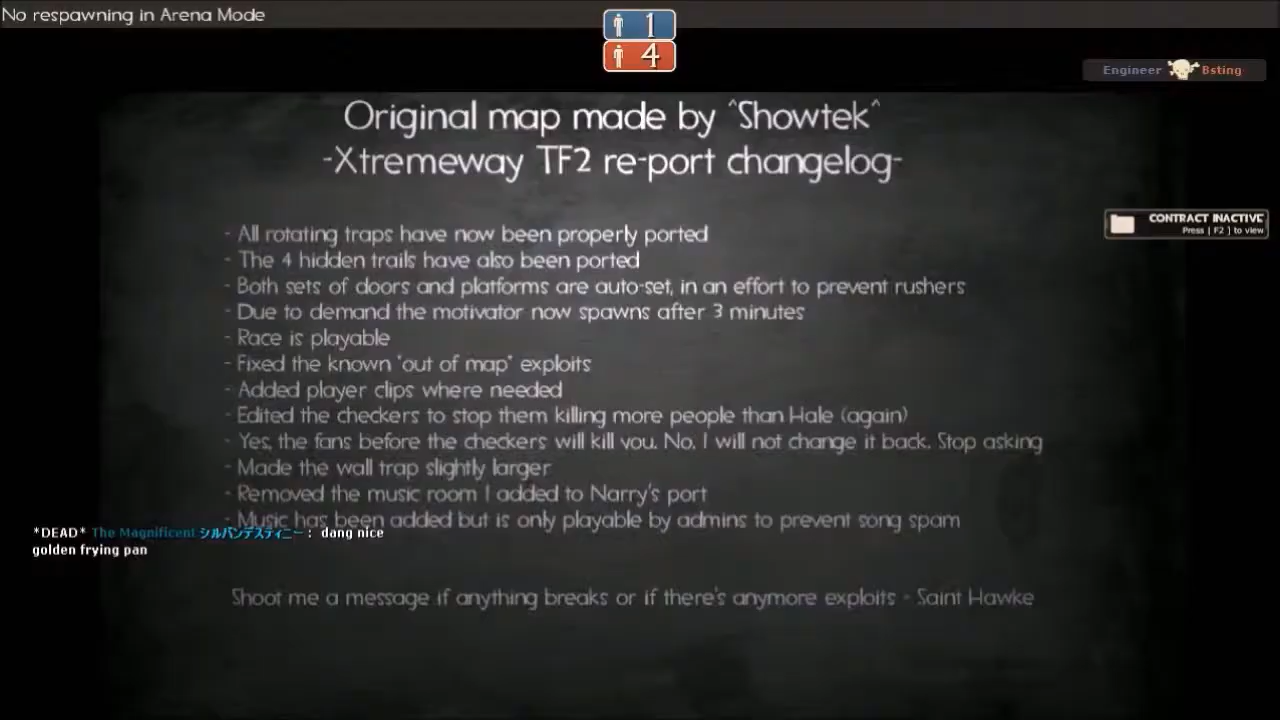 No respawning in Arena Mode
1
4
Engineer Bsting
Original map made by ^Showtek^
-Xtremeway TF2 re-port changelog-
CONTRACT INACTIVE
Press [ F2 ] to view
- All rotating traps have now been properly ported
- The 4 hidden trails have also been ported
- Both sets of doors and platforms are auto-set, in an effort to prevent rushers
- Due to demand the motivator now spawns after 3 minutes
- Race is playable
- Fixed the known "out of map" exploits
- Added player clips where needed
- Edited the checkers to stop them killing more people than Hale (again)
- Yes, the fans before the checkers will kill you. No, I will not change it back. Stop asking
- Made the wall trap slightly larger
- Removed the music room I added to Narry's port
- Music has been added but is only playable by admins to prevent song spam
*DEAD* The Magnificent シルバンデスティニー : dang nice
golden frying pan
Shoot me a message if anything breaks or if there's anymore exploits - Saint Hawke